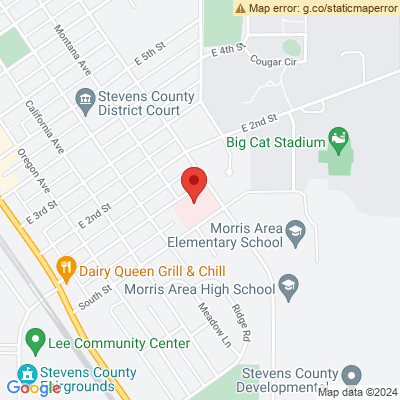 Map error: g.co/staticmaperror
E 5th St
E 4th St
Montana Ave
Cougar Cir
Stevens County
District Court
California Ave
E 2nd St
Big Cat Stadium
Oregon Ave
E 3rd St
E 2nd St
Morris Area
Elementary School
Dairy Queen Grill & Chill
South St
Morris Area High School
Meadow Ln
Ridge Rd
Lee Community Center
Stevens County
Fairgrounds
Stevens County
Developmental
Google
Map data ©2024